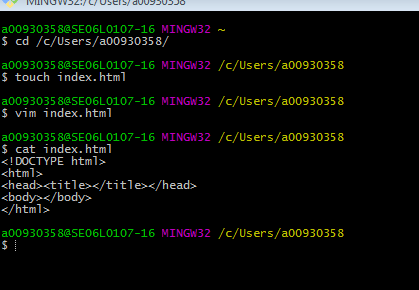 MINGW32:/c/Users/a00930358
a00930358@SE06L0107-16 MINGW32 ~
$ cd /c/Users/a00930358/
a00930358@SE06L0107-16 MINGW32 /c/Users/a00930358
$ touch index.html
a00930358@SE06L0107-16 MINGW32 /c/Users/a00930358
$ vim index.html
a00930358@SE06L0107-16 MINGW32 /c/Users/a00930358
$ cat index.html
<!DOCTYPE html>
<html>
<head><title></title></head>
<body></body>
</html>
a00930358@SE06L0107-16 MINGW32 /c/Users/a00930358
$